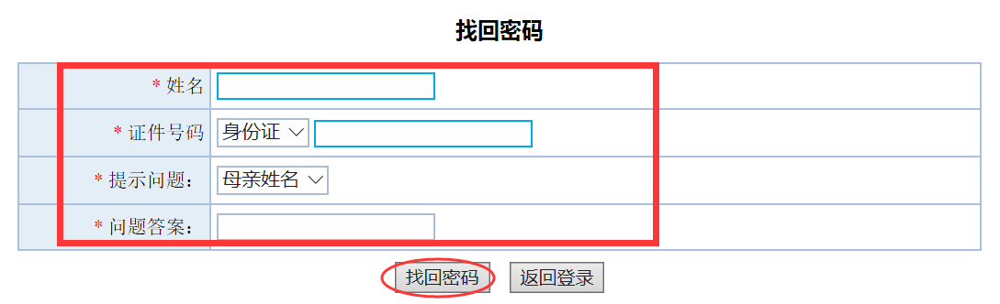 找回密码
* 姓名
* 证件号码 身份证
* 提示问题： 母亲姓名
* 问题答案：
找回密码 返回登录